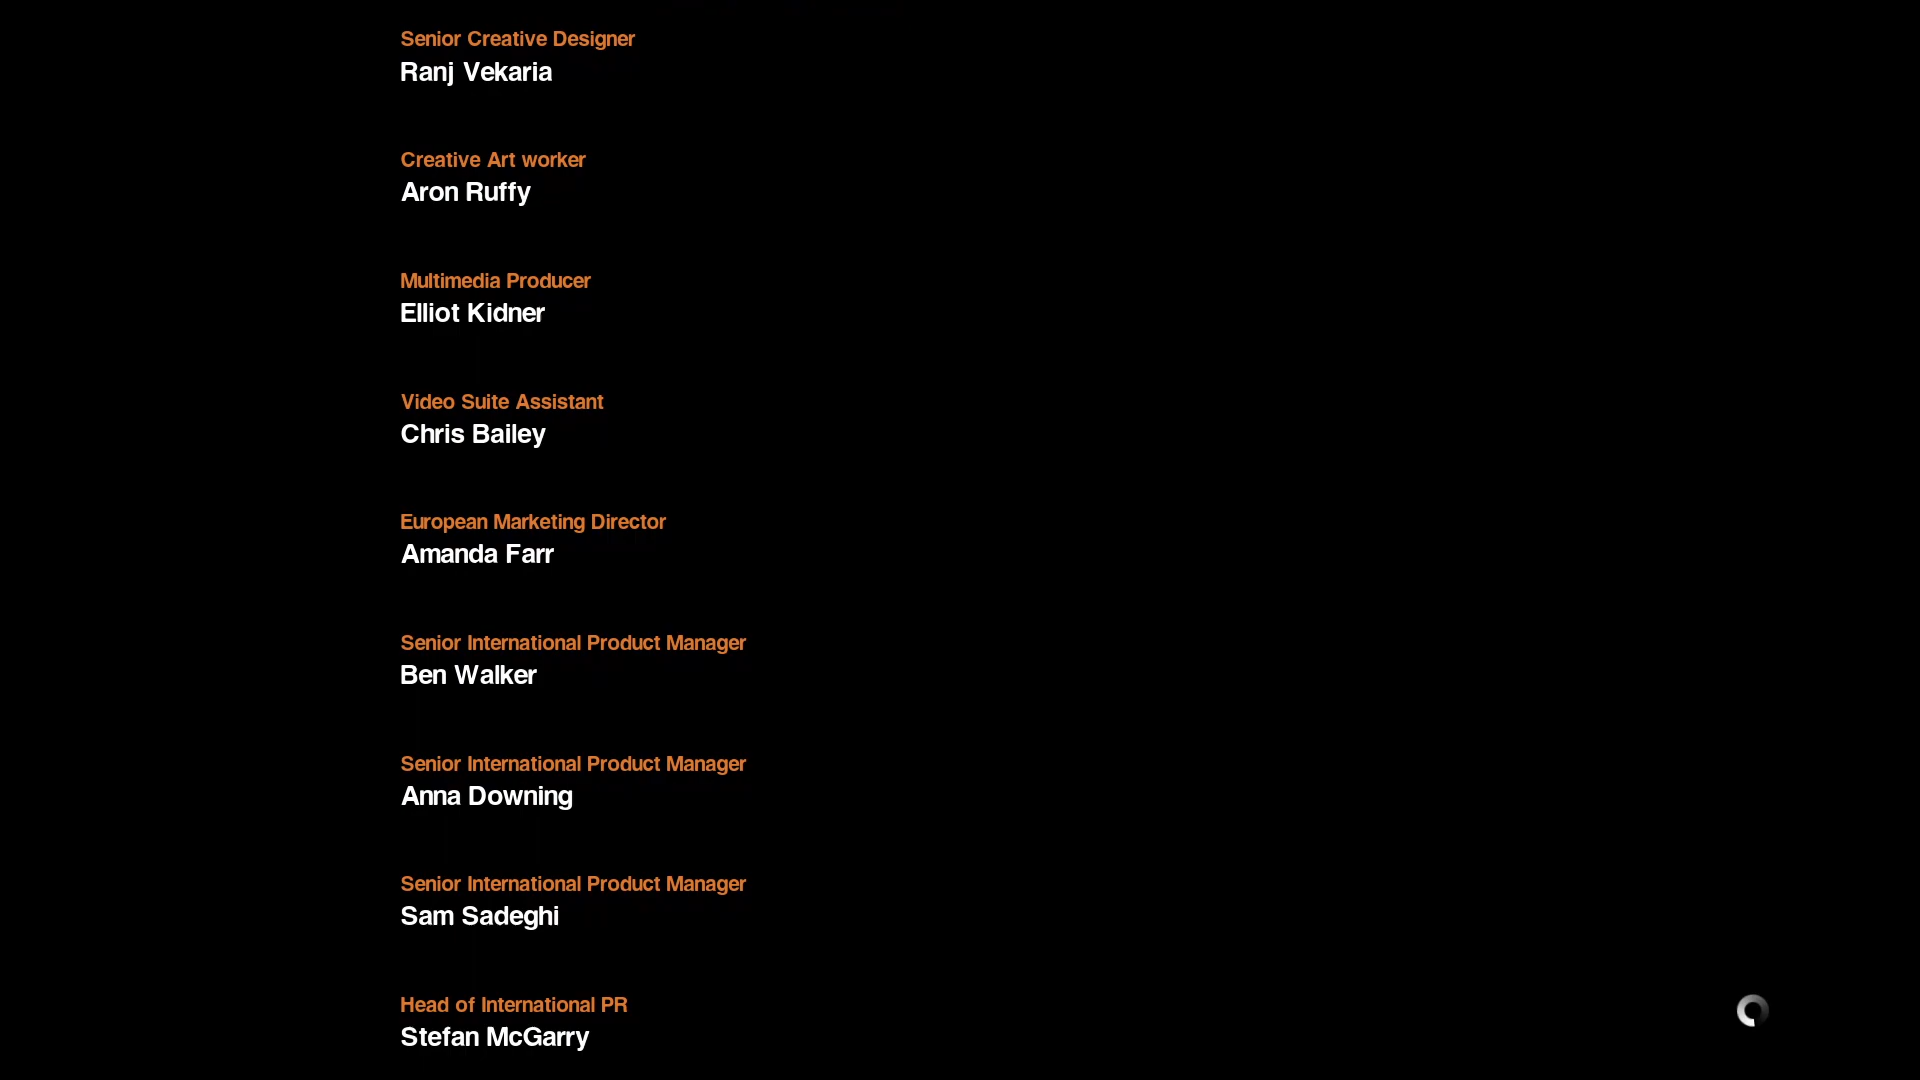 Senior Creative Designer
Ranj Vekaria
Creative Art worker
Aron Ruffy
Multimedia Producer
Elliot Kidner
Video Suite Assistant
Chris Bailey
European Marketing Director
Amanda Farr
Senior International Product Manager
Ben Walker
Senior International Product Manager
Anna Downing
Senior International Product Manager
Sam Sadeghi
Head of International PR
Stefan McGarry